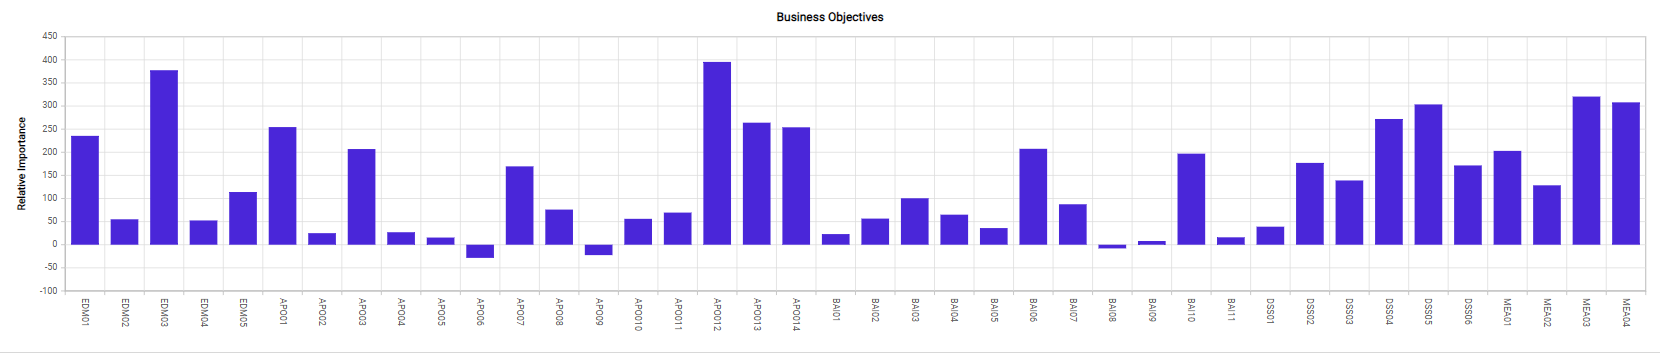 Business Objectives
Relative Importance
450
400
350
300
250
200
150
100
50
0
-50
-100
EDM01
EDM02
EDM03
EDM04
EDM05
APO01
APO02
APO03
APO04
APO05
APO06
APO07
APO08
APO09
APO010
APO011
APO012
APO013
APO014
BAI01
BAI02
BAI03
BAI04
BAI05
BAI06
BAI07
BAI08
BAI09
BAI10
BAI11
DSS01
DSS02
DSS03
DSS04
DSS05
DSS06
MEA01
MEA02
MEA03
MEA04